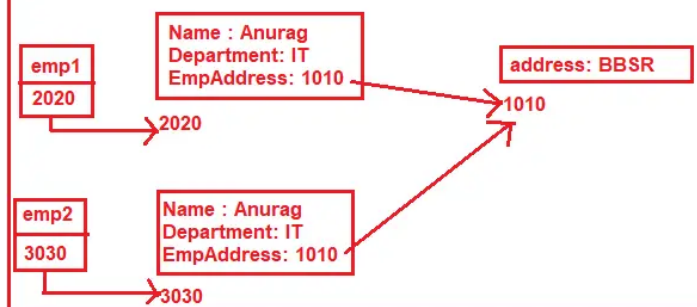 emp1
2020
Name : Anurag
Department: IT
EmpAddress: 1010
2020
address: BBSR
1010
emp2
3030
Name : Anurag
Department: IT
EmpAddress: 1010
3030